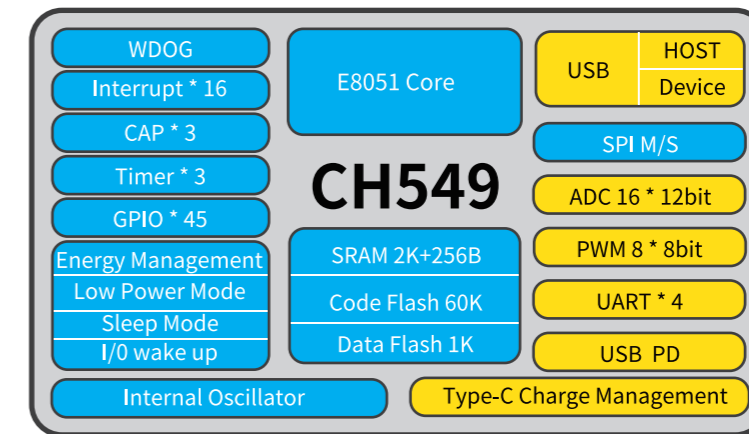 WDOG
Interrupt * 16
CAP * 3
Timer * 3
GPIO * 45
Energy Management
Low Power Mode
Sleep Mode
I/0 wake up
Internal Oscillator
E8051 Core
CH549
SRAM 2K+256B
Code Flash 60K
Data Flash 1K
USB
HOST
Device
SPI M/S
ADC 16 * 12bit
PWM 8 * 8bit
UART * 4
USB PD
Type-C Charge Management